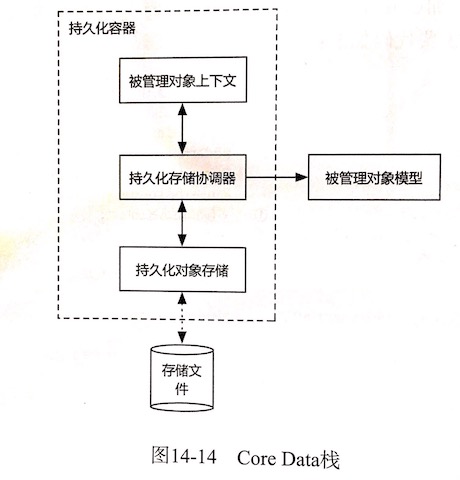 持久化容器
被管理对象上下文
持久化存储协调器
被管理对象模型
持久化对象存储
存储文
件
图14-14 Core Data栈